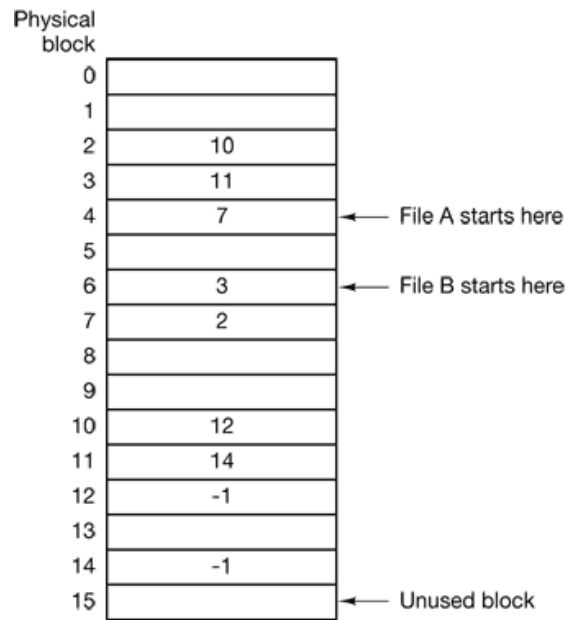 Physical
block
0
1
2 10
3 11
4 7 File A starts here
5
6 3 File B starts here
7 2
8
9
10 12
11 14
12 -1
13
14 -1
15 Unused block